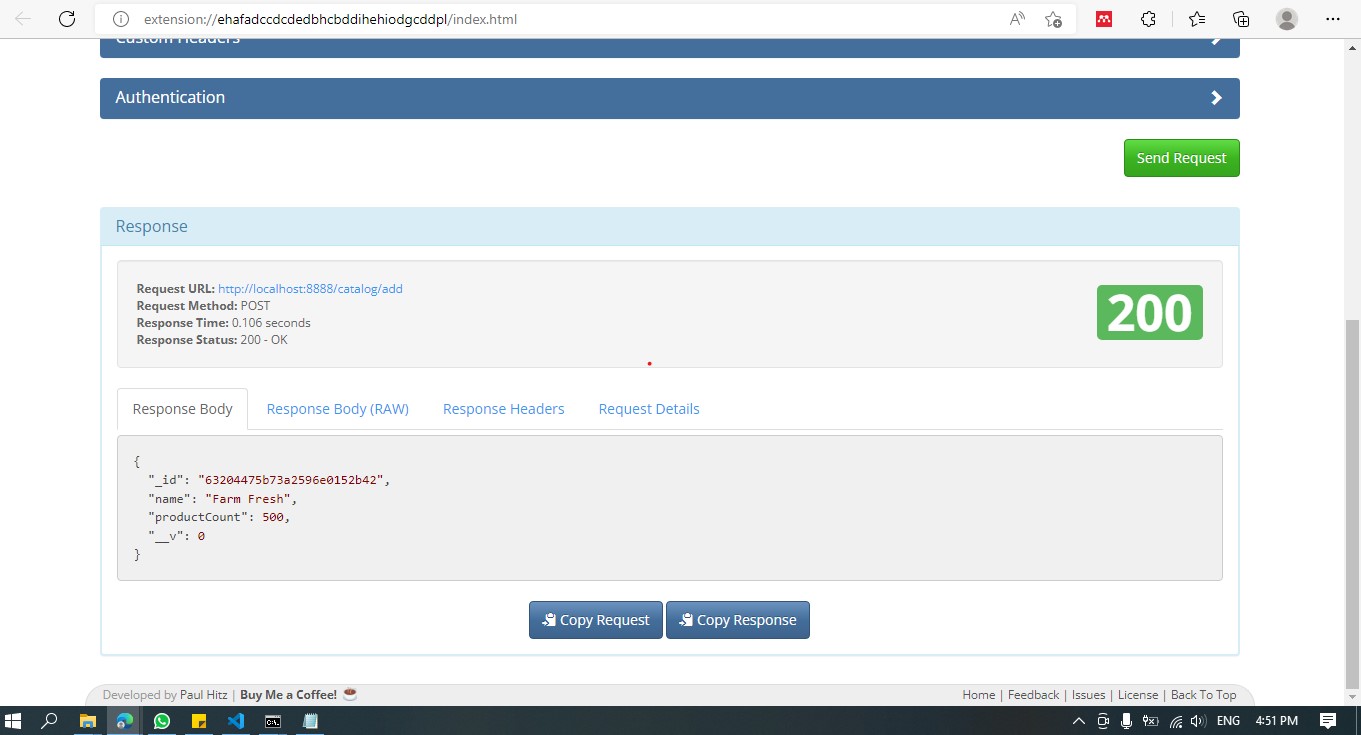 extension://ehafadccdcdedbhcbddihehiodgcddpl/index.html
Custom Headers
Authentication
Send Request
Response
Request URL: http://localhost:8888/catalog/add
Request Method: POST
Response Time: 0.106 seconds
Response Status: 200 - OK
200
Response Body Response Body (RAW) Response Headers Request Details
{
"_id": "63204475b73a2596e0152b42",
"name": "Farm Fresh",
"productCount": 500,
"__v": 0
}
Copy Request Copy Response
Developed by Paul Hitz | Buy Me a Coffee! Home | Feedback | Issues | License | Back To Top
ENG 4:51 PM